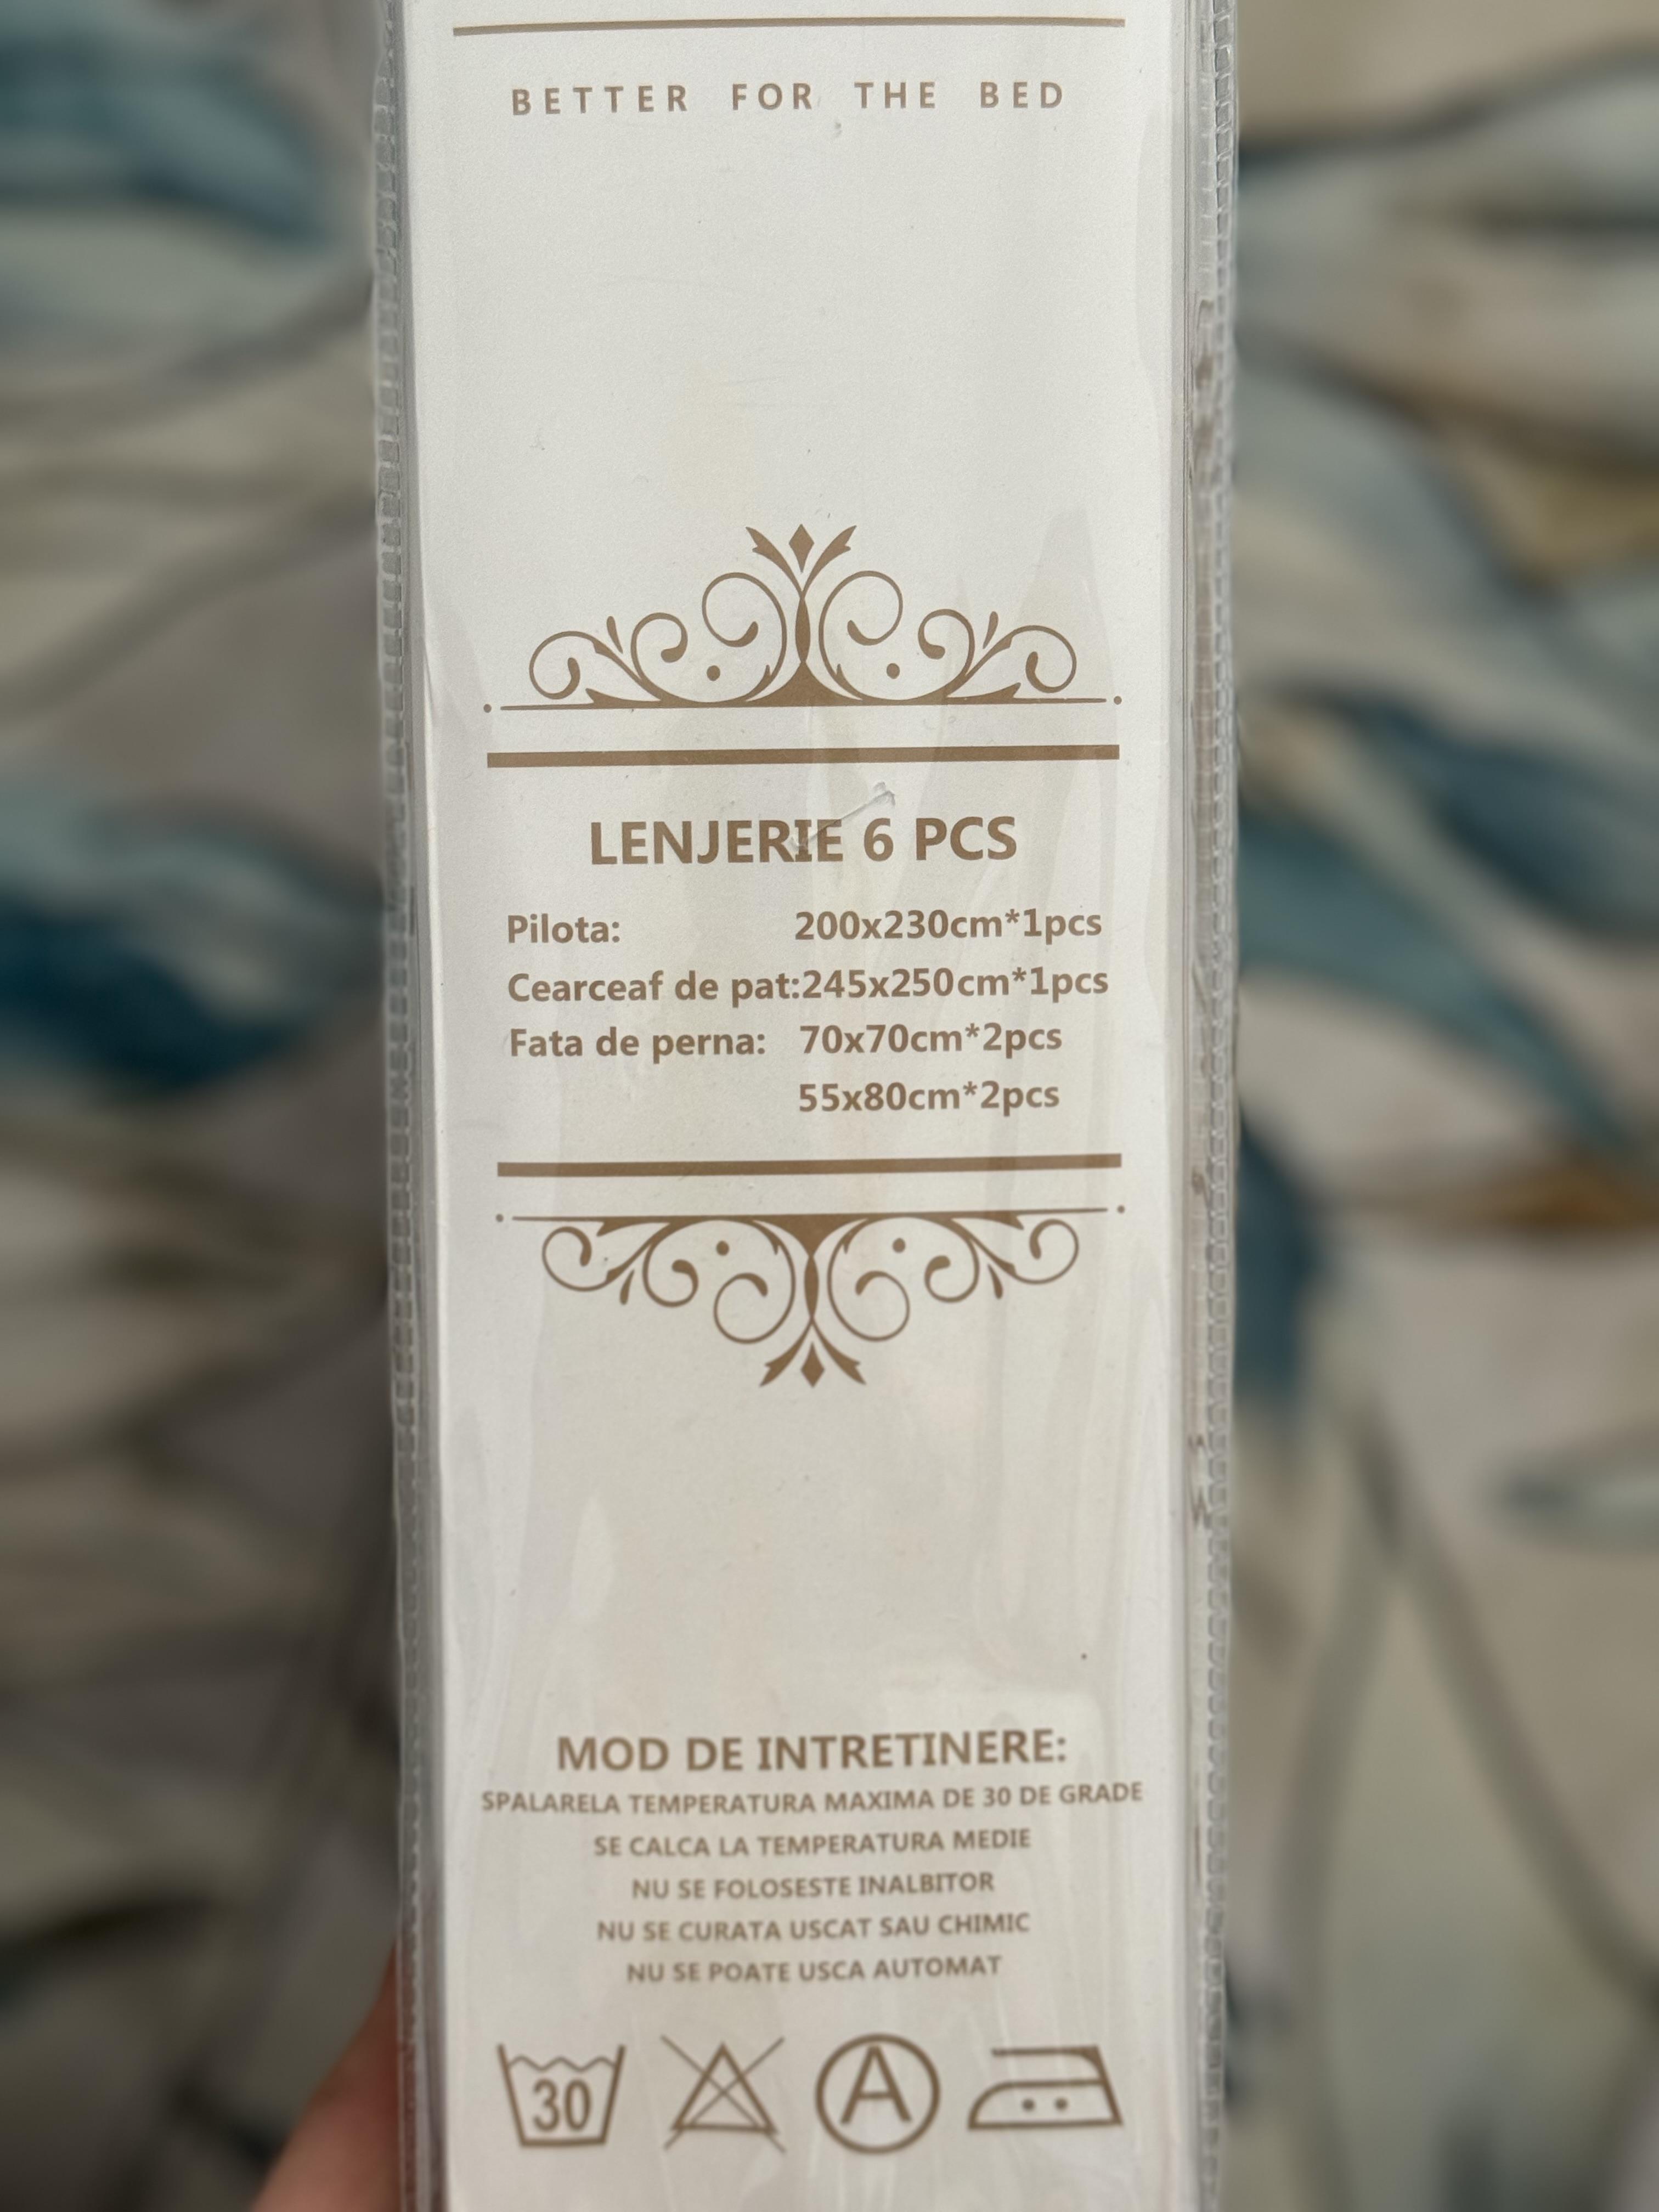 BETTER FOR THE BED
LENJERIE 6 PCS
Pilota: 200x230cm*1pcs
Cearceaf de pat:245x250cm*1pcs
Fata de perna: 70x70cm*2pcs
55x80cm*2pcs
MOD DE INTRETINERE:
SPALARELA TEMPERATURA MAXIMA DE 30 DE GRADE
SE CALCA LA TEMPERATURA MEDIE
NU SE FOLOSESTE INALBITOR
NU SE CURATA USCAT SAU CHIMIC
NU SE POATE USCA AUTOMAT
30 A